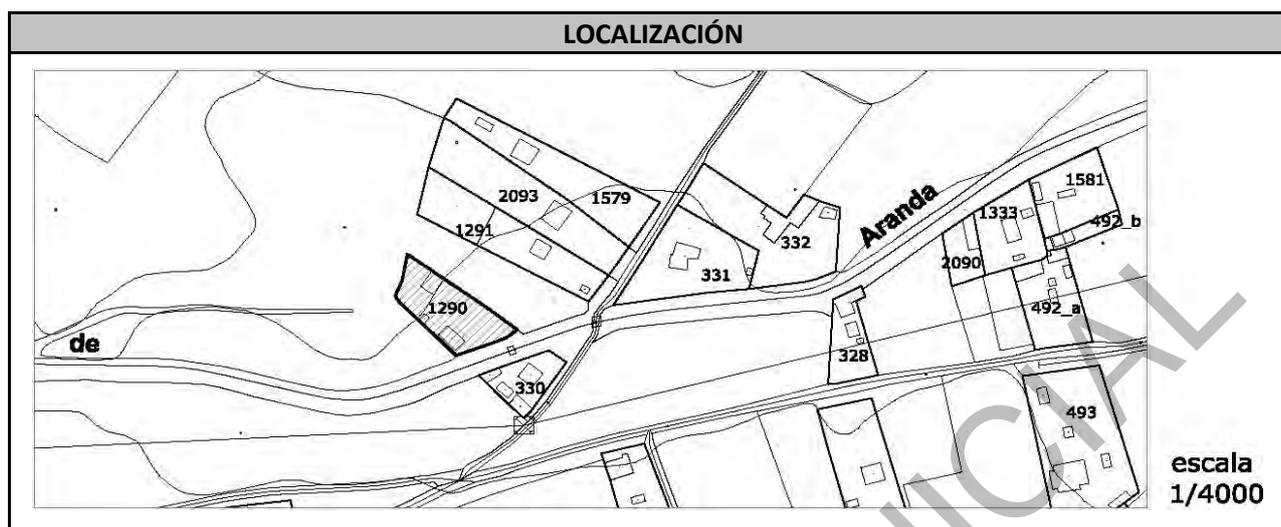 LOCALIZACIÓN
1579
2093
1291
1290
de
330
331
332
Aranda
328
2090
1333
1581
492_b
492_a
493
escala
1/4000